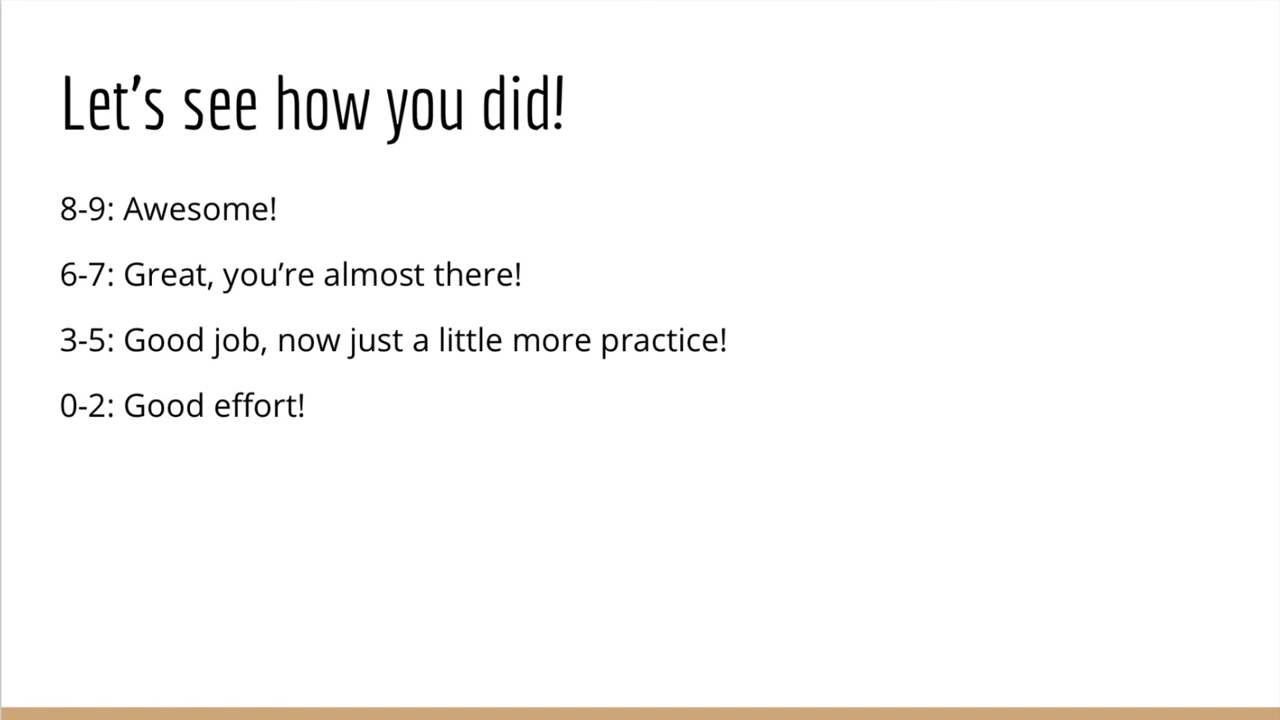 Let’s see how you did!
8-9: Awesome!
6-7: Great, you’re almost there!
3-5: Good job, now just a little more practice!
0-2: Good effort!